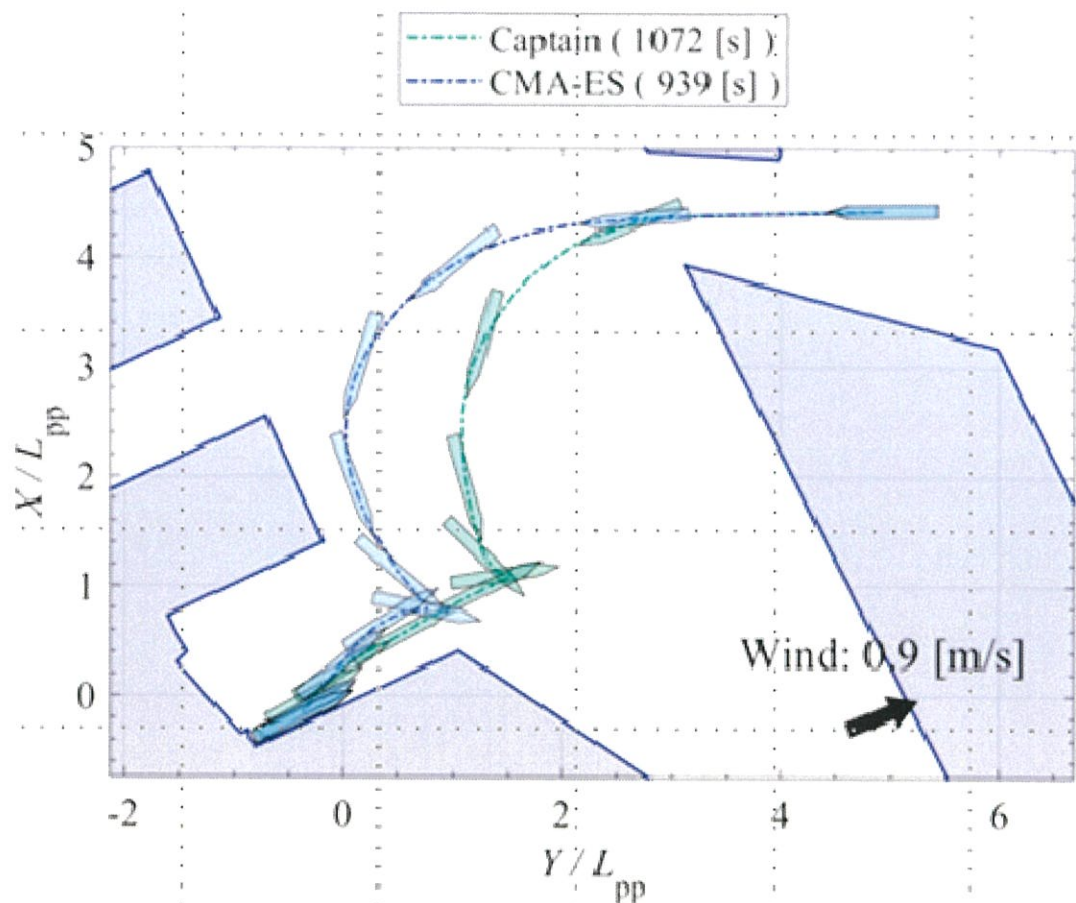 Captain ( 1072 [s] )
CMA-ES ( 939 [s] )
5
4
3
2
1
0
X / Lpp
Wind: 0.9 [m/s]
-2
0
2
4
6
Y / Lpp